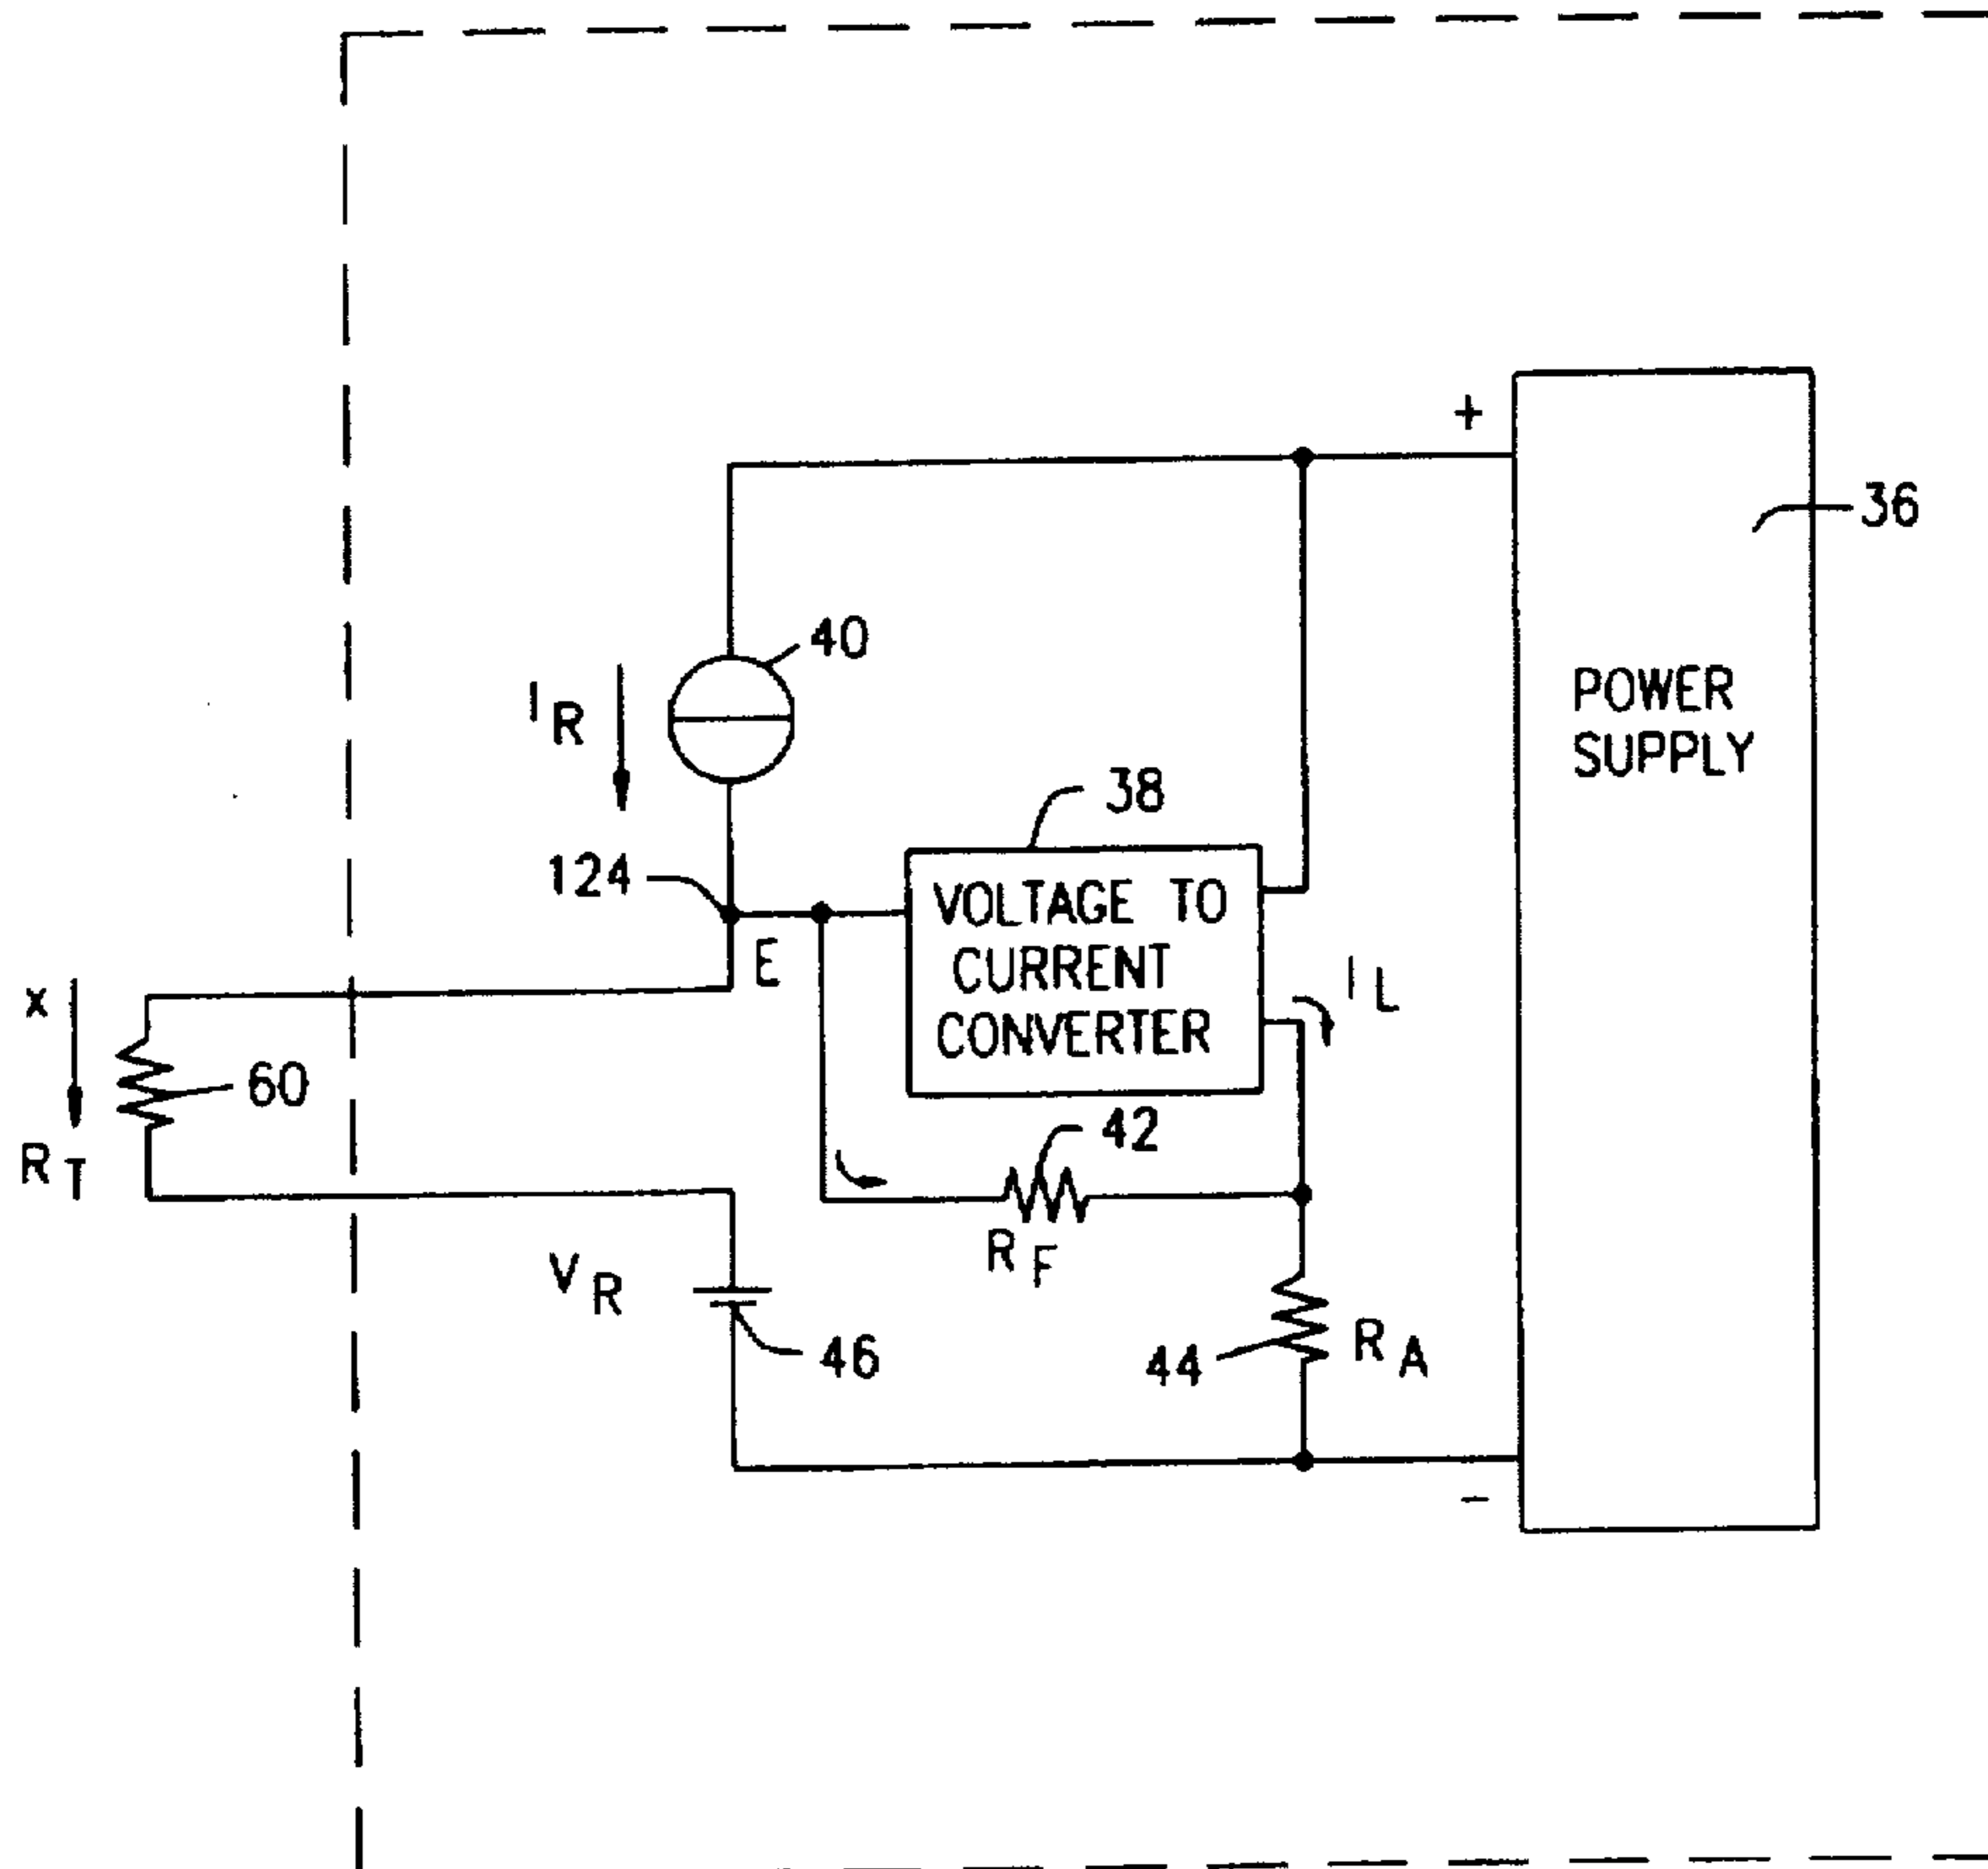 +
36
40
I R
POWER
SUPPLY
38
124
VOLTAGE TO
CURRENT
CONVERTER
E
I L
x
60
42
R T
R F
V R
46
44
R A
-